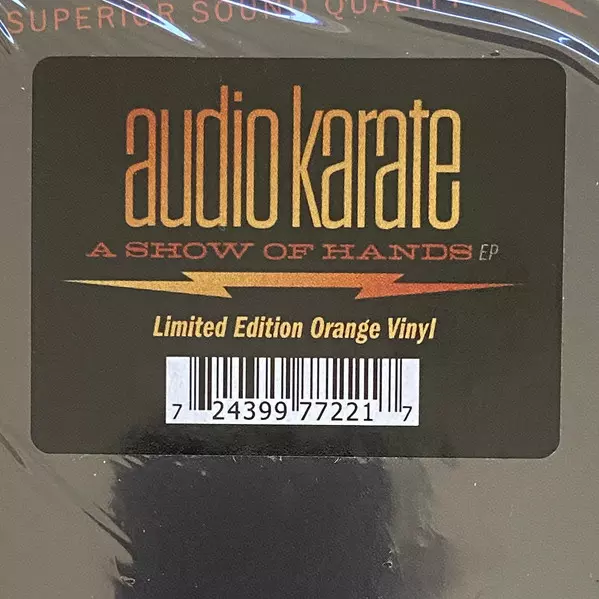 SUPERIOR SOUND QUALITY
audio karate
A SHOW OF HANDS EP
Limited Edition Orange Vinyl
7 24399 77221 7